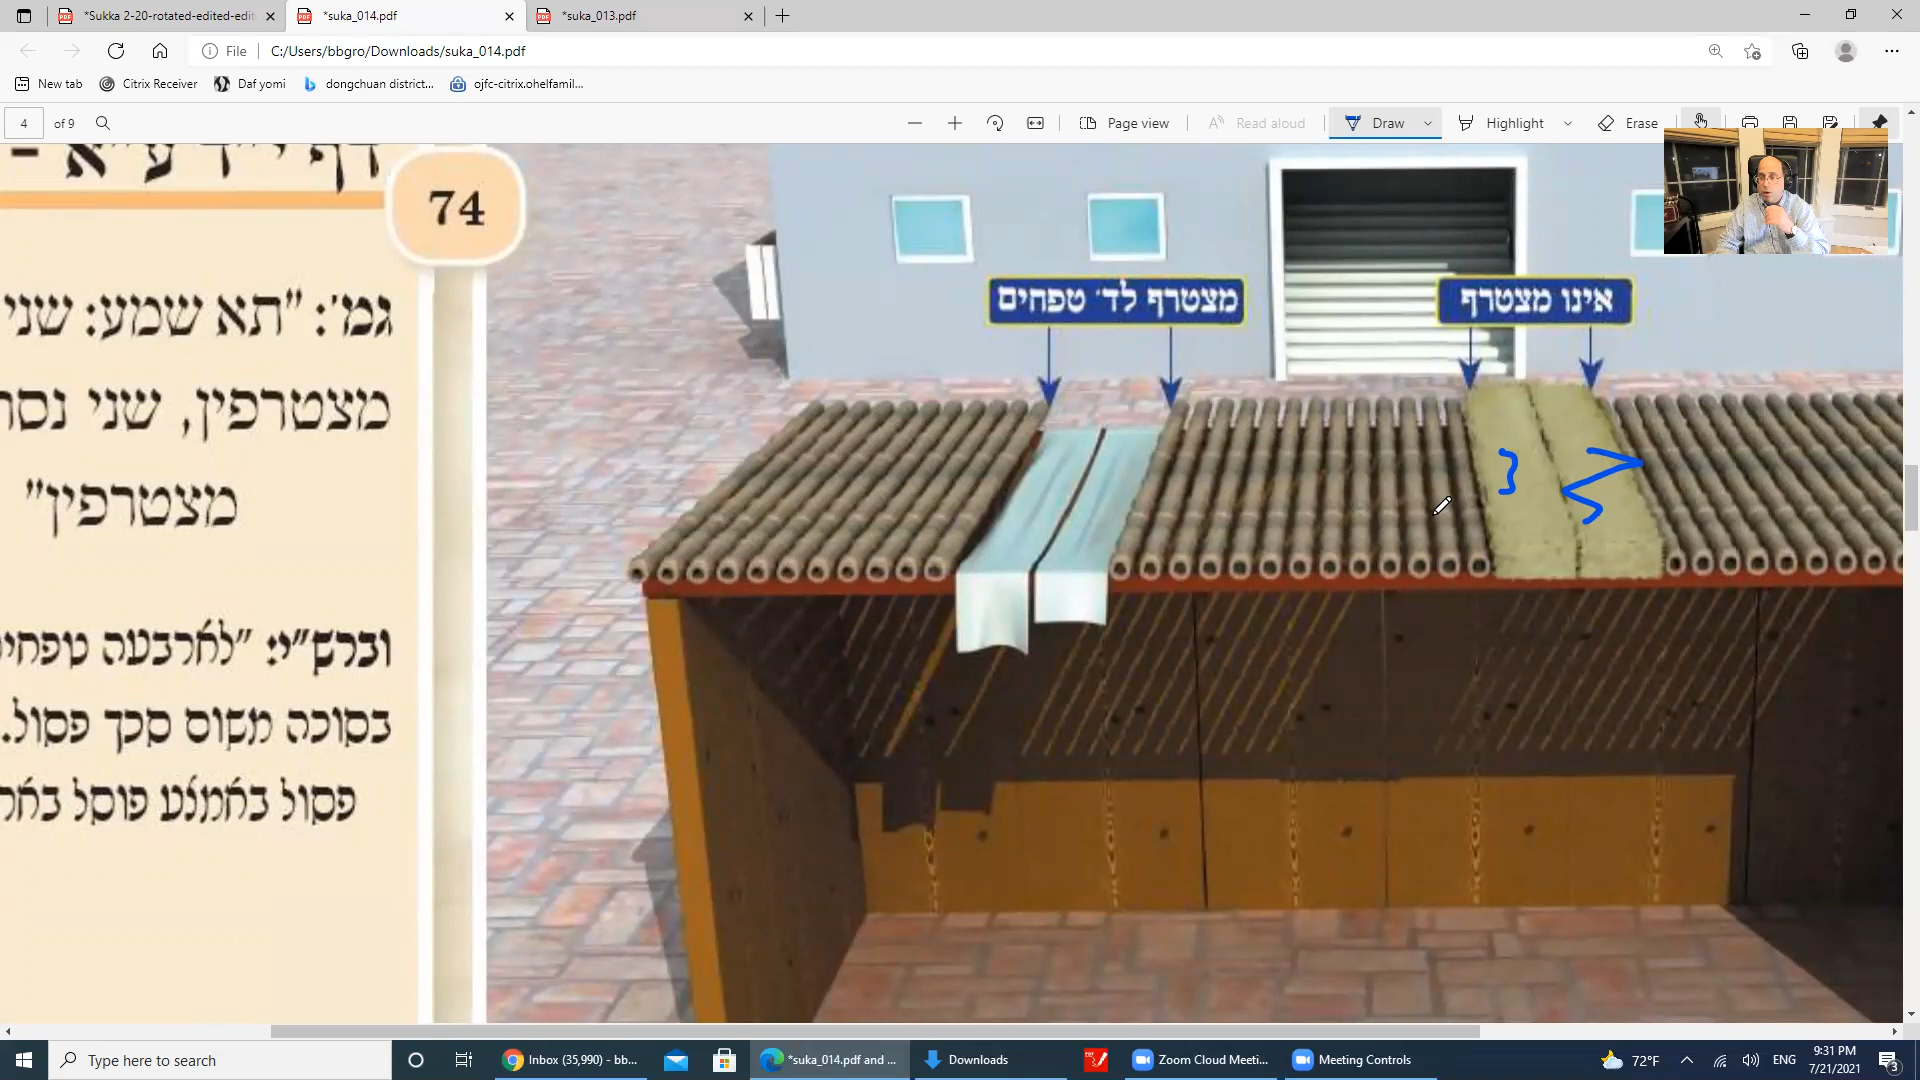 *Sukka 2-20-rotated-edited-edit
*suka_014.pdf
*suka_013.pdf
File
C:/Users/bbgro/Downloads/suka_014.pdf
New tab
Citrix Receiver
Daf yomi
dongchuan district...
ojfc-citrix.ohelfamil...
4 of 9
Page view
Read aloud
Draw
Highlight
Erase
דף י״ד ע״א –
74
גמ׳: ״תא שמע: שני
מצטרפין, שני
מצטרפין״
וברש״י: ״לארבעה
בסוכה משום סכך פסול.
פסול באמצע פוסל
מצטרף לד׳ טפחים
אינו מצטרף
Type here to search
Inbox (35,990) - bb...
*suka_014.pdf and ...
Downloads
Zoom Cloud Meeti...
Meeting Controls
72°F
ENG
9:31 PM
7/21/2021
3